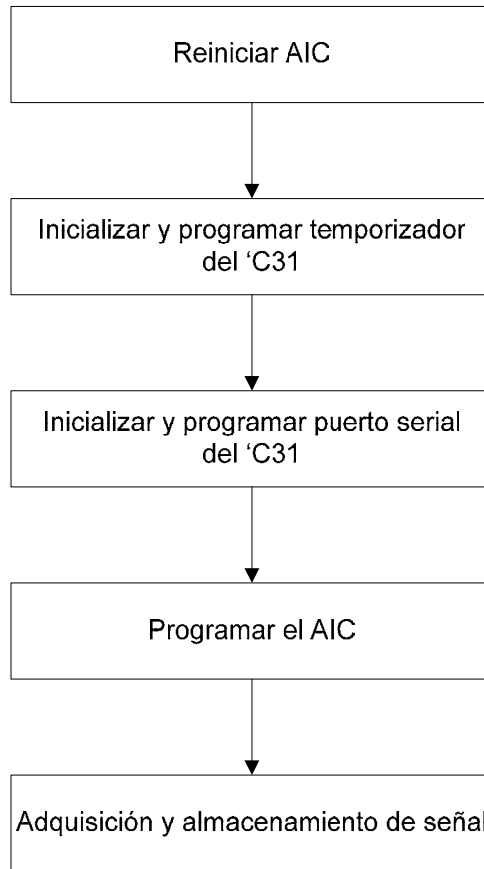 Reiniciar AIC
Inicializar y programar temporizador
del ‘C31
Inicializar y programar puerto serial
del ‘C31
Programar el AIC
Adquisición y almacenamiento de señal